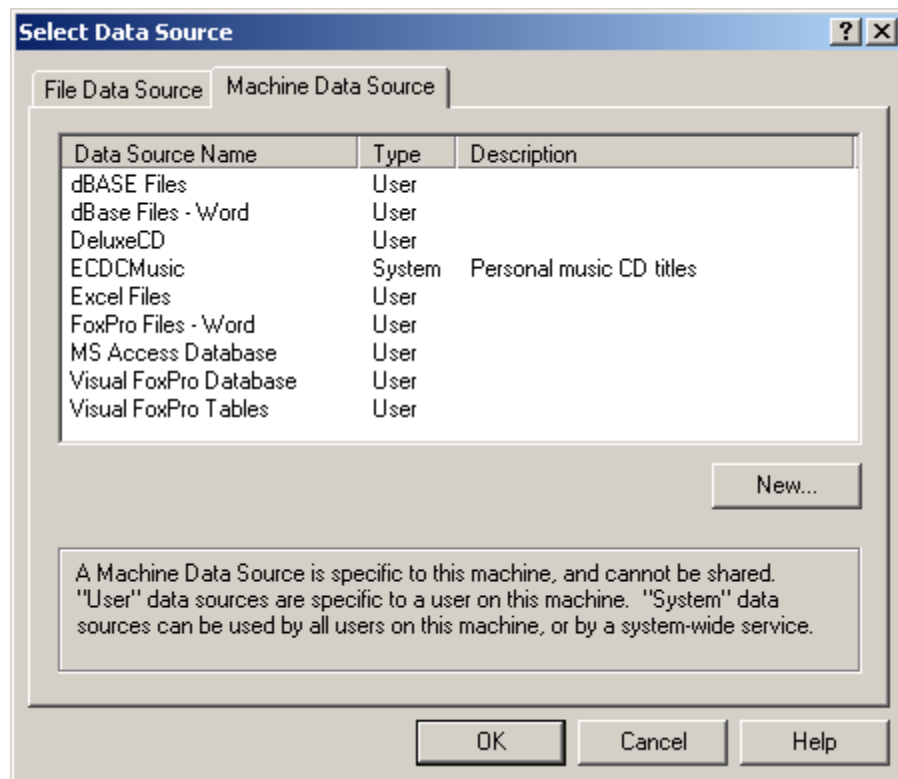 Select Data Source
File Data Source Machine Data Source
Data Source Name Type Description
dBASE Files User
dBase Files - Word User
DeluxeCD User
ECDCMusic System Personal music CD titles
Excel Files User
FoxPro Files - Word User
MS Access Database User
Visual FoxPro Database User
Visual FoxPro Tables User
New...
A Machine Data Source is specific to this machine, and cannot be shared.
"User" data sources are specific to a user on this machine.  "System" data
sources can be used by all users on this machine, or by a system-wide service.
OK Cancel Help